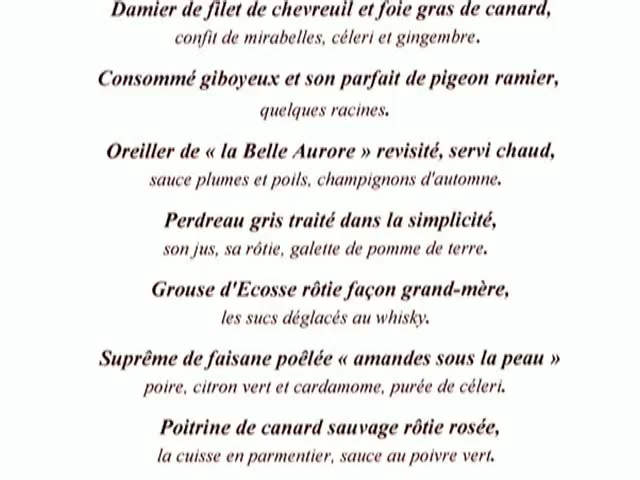 Damier de filet de chevreuil et foie gras de canard,
confit de mirabelles, céleri et gingembre.
Consommé giboyeux et son parfait de pigeon ramier,
quelques racines.
Oreiller de « la Belle Aurore » revisité, servi chaud,
sauce plumes et poils, champignons d'automne.
Perdreau gris traité dans la simplicité,
son jus, sa rôtie, galette de pomme de terre.
Grouse d'Ecosse rôtie façon grand-mère,
les sucs déglacés au whisky.
Suprême de faisane poêlée « amandes sous la peau »
poire, citron vert et cardamome, purée de céleri.
Poitrine de canard sauvage rôtie rosée,
la cuisse en parmentier, sauce au poivre vert.